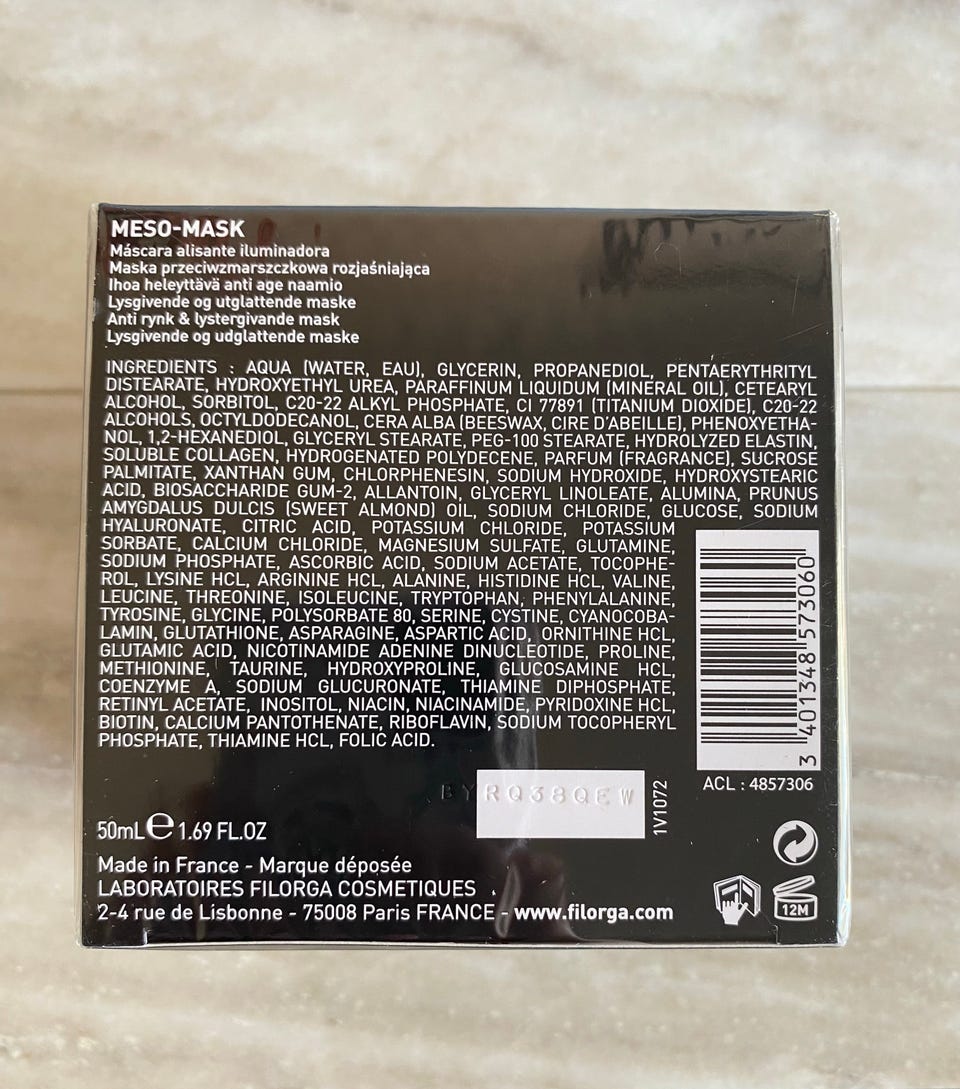 MESO-MASK
Máscara alisante iluminadora
Maska przeciwzmarszczkowa rozjaśniająca
Ihoa heleyttävä anti age naamio
Lysgivende og utglattende maske
Anti rynk & lystergivande mask
Lysgivende og udglattende maske
INGREDIENTS : AQUA (WATER, EAU), GLYCERIN, PROPANEDIOL, PENTAERYTHRITYL
DISTEARATE, HYDROXYETHYL UREA, PARAFFINUM LIQUIDUM (MINERAL OIL), CETEARYL
ALCOHOL, SORBITOL, C20-22 ALKYL PHOSPHATE, CI 77891 (TITANIUM DIOXIDE), C20-22
ALCOHOLS, OCTYLDODECANOL, CERA ALBA (BEESWAX, CIRE D'ABEILLE), PHENOXYETHA-
NOL, 1,2-HEXANEDIOL, GLYCERYL STEARATE, PEG-100 STEARATE, HYDROLYZED ELASTIN,
SOLUBLE COLLAGEN, HYDROGENATED POLYDECENE, PARFUM (FRAGRANCE), SUCROSE
PALMITATE, XANTHAN GUM, CHLORPHENESIN, SODIUM HYDROXIDE, HYDROXYSTEARIC
ACID, BIOSACCHARIDE GUM-2, ALLANTOIN, GLYCERYL LINOLEATE, ALUMINA, PRUNUS
AMYGDALUS DULCIS (SWEET ALMOND) OIL, SODIUM CHLORIDE, GLUCOSE, SODIUM
HYALURONATE, CITRIC ACID, POTASSIUM CHLORIDE, POTASSIUM
SORBATE, CALCIUM CHLORIDE, MAGNESIUM SULFATE, GLUTAMINE,
SODIUM PHOSPHATE, ASCORBIC ACID, SODIUM ACETATE, TOCOPHE-
ROL, LYSINE HCL, ARGININE HCL, ALANINE, HISTIDINE HCL, VALINE,
LEUCINE, THREONINE, ISOLEUCINE, TRYPTOPHAN, PHENYLALANINE,
TYROSINE, GLYCINE, POLYSORBATE 80, SERINE, CYSTINE, CYANOCOBA-
LAMIN, GLUTATHIONE, ASPARAGINE, ASPARTIC ACID, ORNITHINE HCL,
GLUTAMIC ACID, NICOTINAMIDE ADENINE DINUCLEOTIDE, PROLINE,
METHIONINE, TAURINE, HYDROXYPROLINE, GLUCOSAMINE HCL,
COENZYME A, SODIUM GLUCURONATE, THIAMINE DIPHOSPHATE,
RETINYL ACETATE, INOSITOL, NIACIN, NIACINAMIDE, PYRIDOXINE HCL,
BIOTIN, CALCIUM PANTOTHENATE, RIBOFLAVIN, SODIUM TOCOPHERYL
PHOSPHATE, THIAMINE HCL, FOLIC ACID.
3 401348 573060
ACL : 4857306
BYRQ38QEW
1V1072
50mL e 1.69 FL.OZ
12M
Made in France - Marque déposée
LABORATOIRES FILORGA COSMETIQUES
2-4 rue de Lisbonne - 75008 Paris FRANCE - www.filorga.com